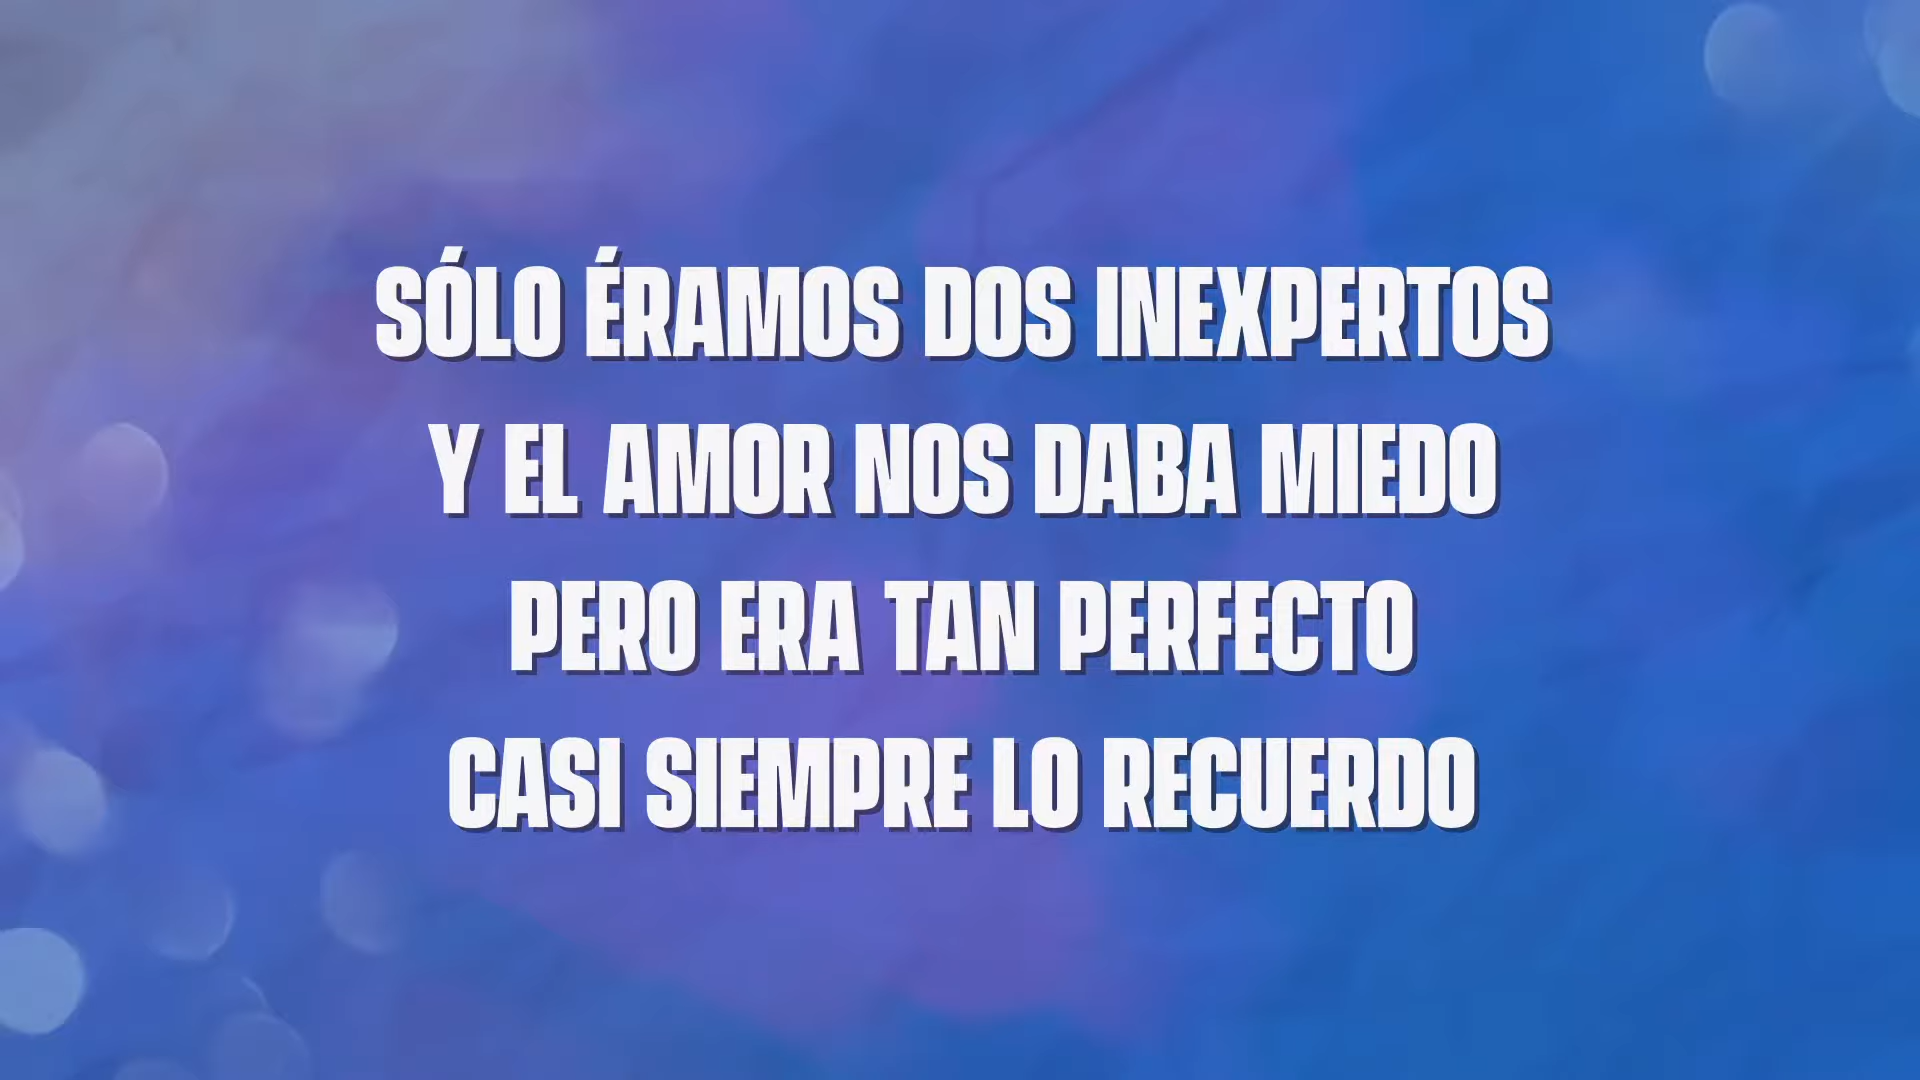 SÓLO ÉRAMOS DOS INEXPERTOS
Y EL AMOR NOS DABA MIEDO
PERO ERA TAN PERFECTO
CASI SIEMPRE LO RECUERDO